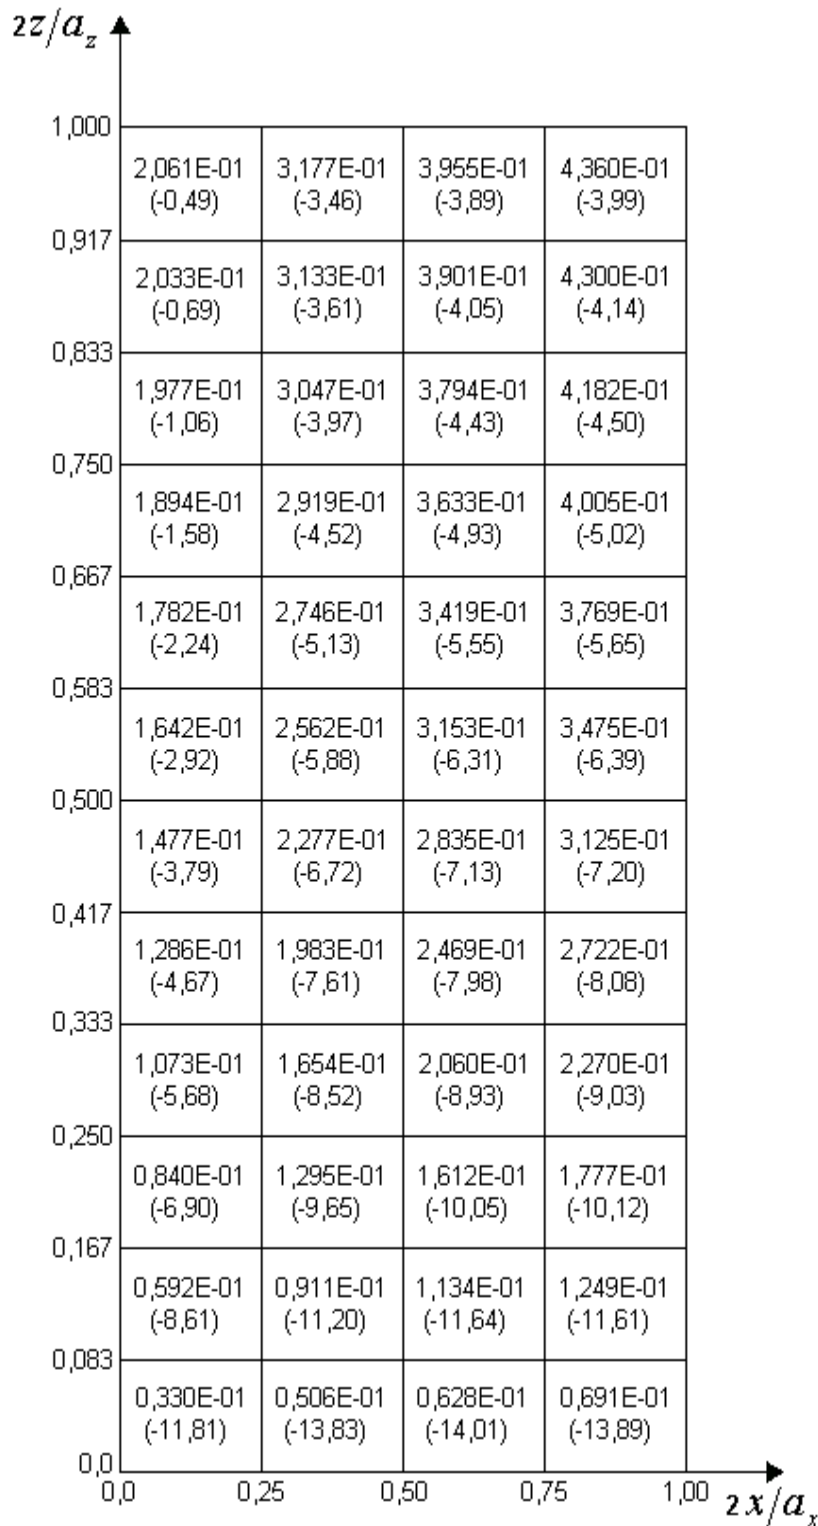 2z/a_z
1,000
2,061E-01 3,177E-01 3,955E-01 4,360E-01
(-0,49) (-3,46) (-3,89) (-3,99)
0,917
2,033E-01 3,133E-01 3,901E-01 4,300E-01
(-0,69) (-3,61) (-4,05) (-4,14)
0,833
1,977E-01 3,047E-01 3,794E-01 4,182E-01
(-1,06) (-3,97) (-4,43) (-4,50)
0,750
1,894E-01 2,919E-01 3,633E-01 4,005E-01
(-1,58) (-4,52) (-4,93) (-5,02)
0,667
1,782E-01 2,746E-01 3,419E-01 3,769E-01
(-2,24) (-5,13) (-5,55) (-5,65)
0,583
1,642E-01 2,562E-01 3,153E-01 3,475E-01
(-2,92) (-5,88) (-6,31) (-6,39)
0,500
1,477E-01 2,277E-01 2,835E-01 3,125E-01
(-3,79) (-6,72) (-7,13) (-7,20)
0,417
1,286E-01 1,983E-01 2,469E-01 2,722E-01
(-4,67) (-7,61) (-7,98) (-8,08)
0,333
1,073E-01 1,654E-01 2,060E-01 2,270E-01
(-5,68) (-8,52) (-8,93) (-9,03)
0,250
0,840E-01 1,295E-01 1,612E-01 1,777E-01
(-6,90) (-9,65) (-10,05) (-10,12)
0,167
0,592E-01 0,911E-01 1,134E-01 1,249E-01
(-8,61) (-11,20) (-11,64) (-11,61)
0,083
0,330E-01 0,506E-01 0,628E-01 0,691E-01
(-11,81) (-13,83) (-14,01) (-13,89)
0,0
0,0 0,25 0,50 0,75 1,00 2x/a_x